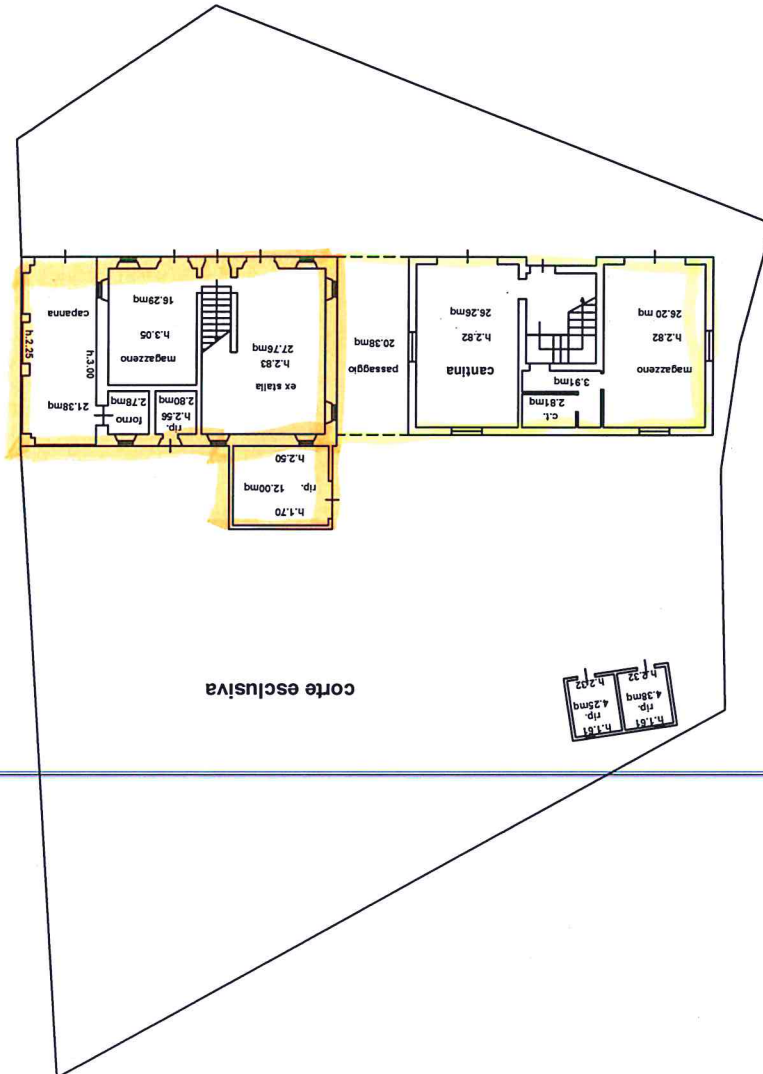 h.1.61
rip.
4.38mq
h.2.32
h.1.61
rip.
4.25mq
h.2.32
corte esclusiva
h.1.70
rip. 12.00mq
h.2.50
magazzeno
h.2.82
26.20 mq
c.t.
2.81mq
3.91mq
cantina
h.2.82
26.26mq
passaggio
20.38mq
ex stalla
h.2.83
27.76mq
rip.
h.2.56
2.80mq
forno
2.78mq
magazzeno
h.3.05
16.29mq
21.38mq
h.3.00
h.2.25
capanna